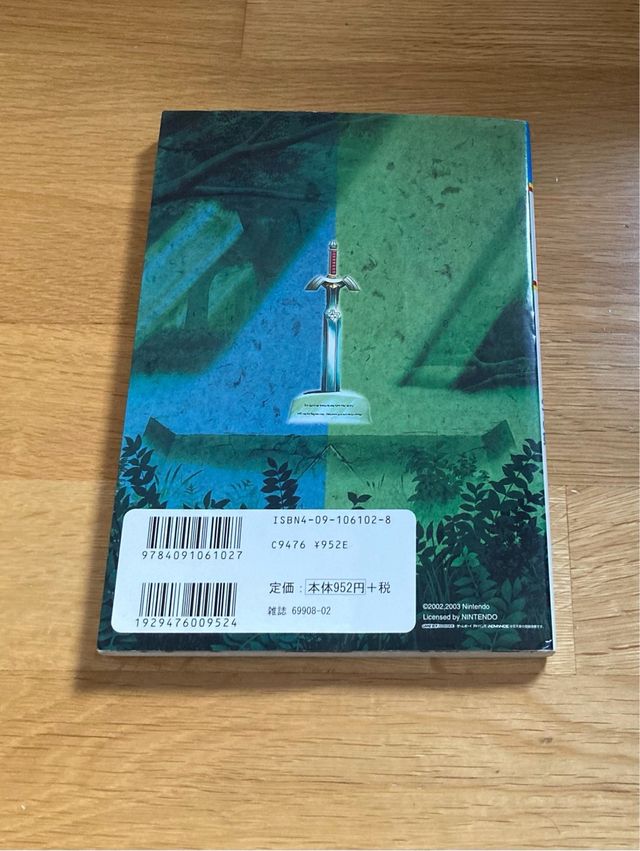 ISBN4-09-106102-8
9784091061027
C9476 ¥952E
定価:本体952円+税
1929476009524
雑誌 69908-02
©2002,2003 Nintendo
Licensed by NINTENDO